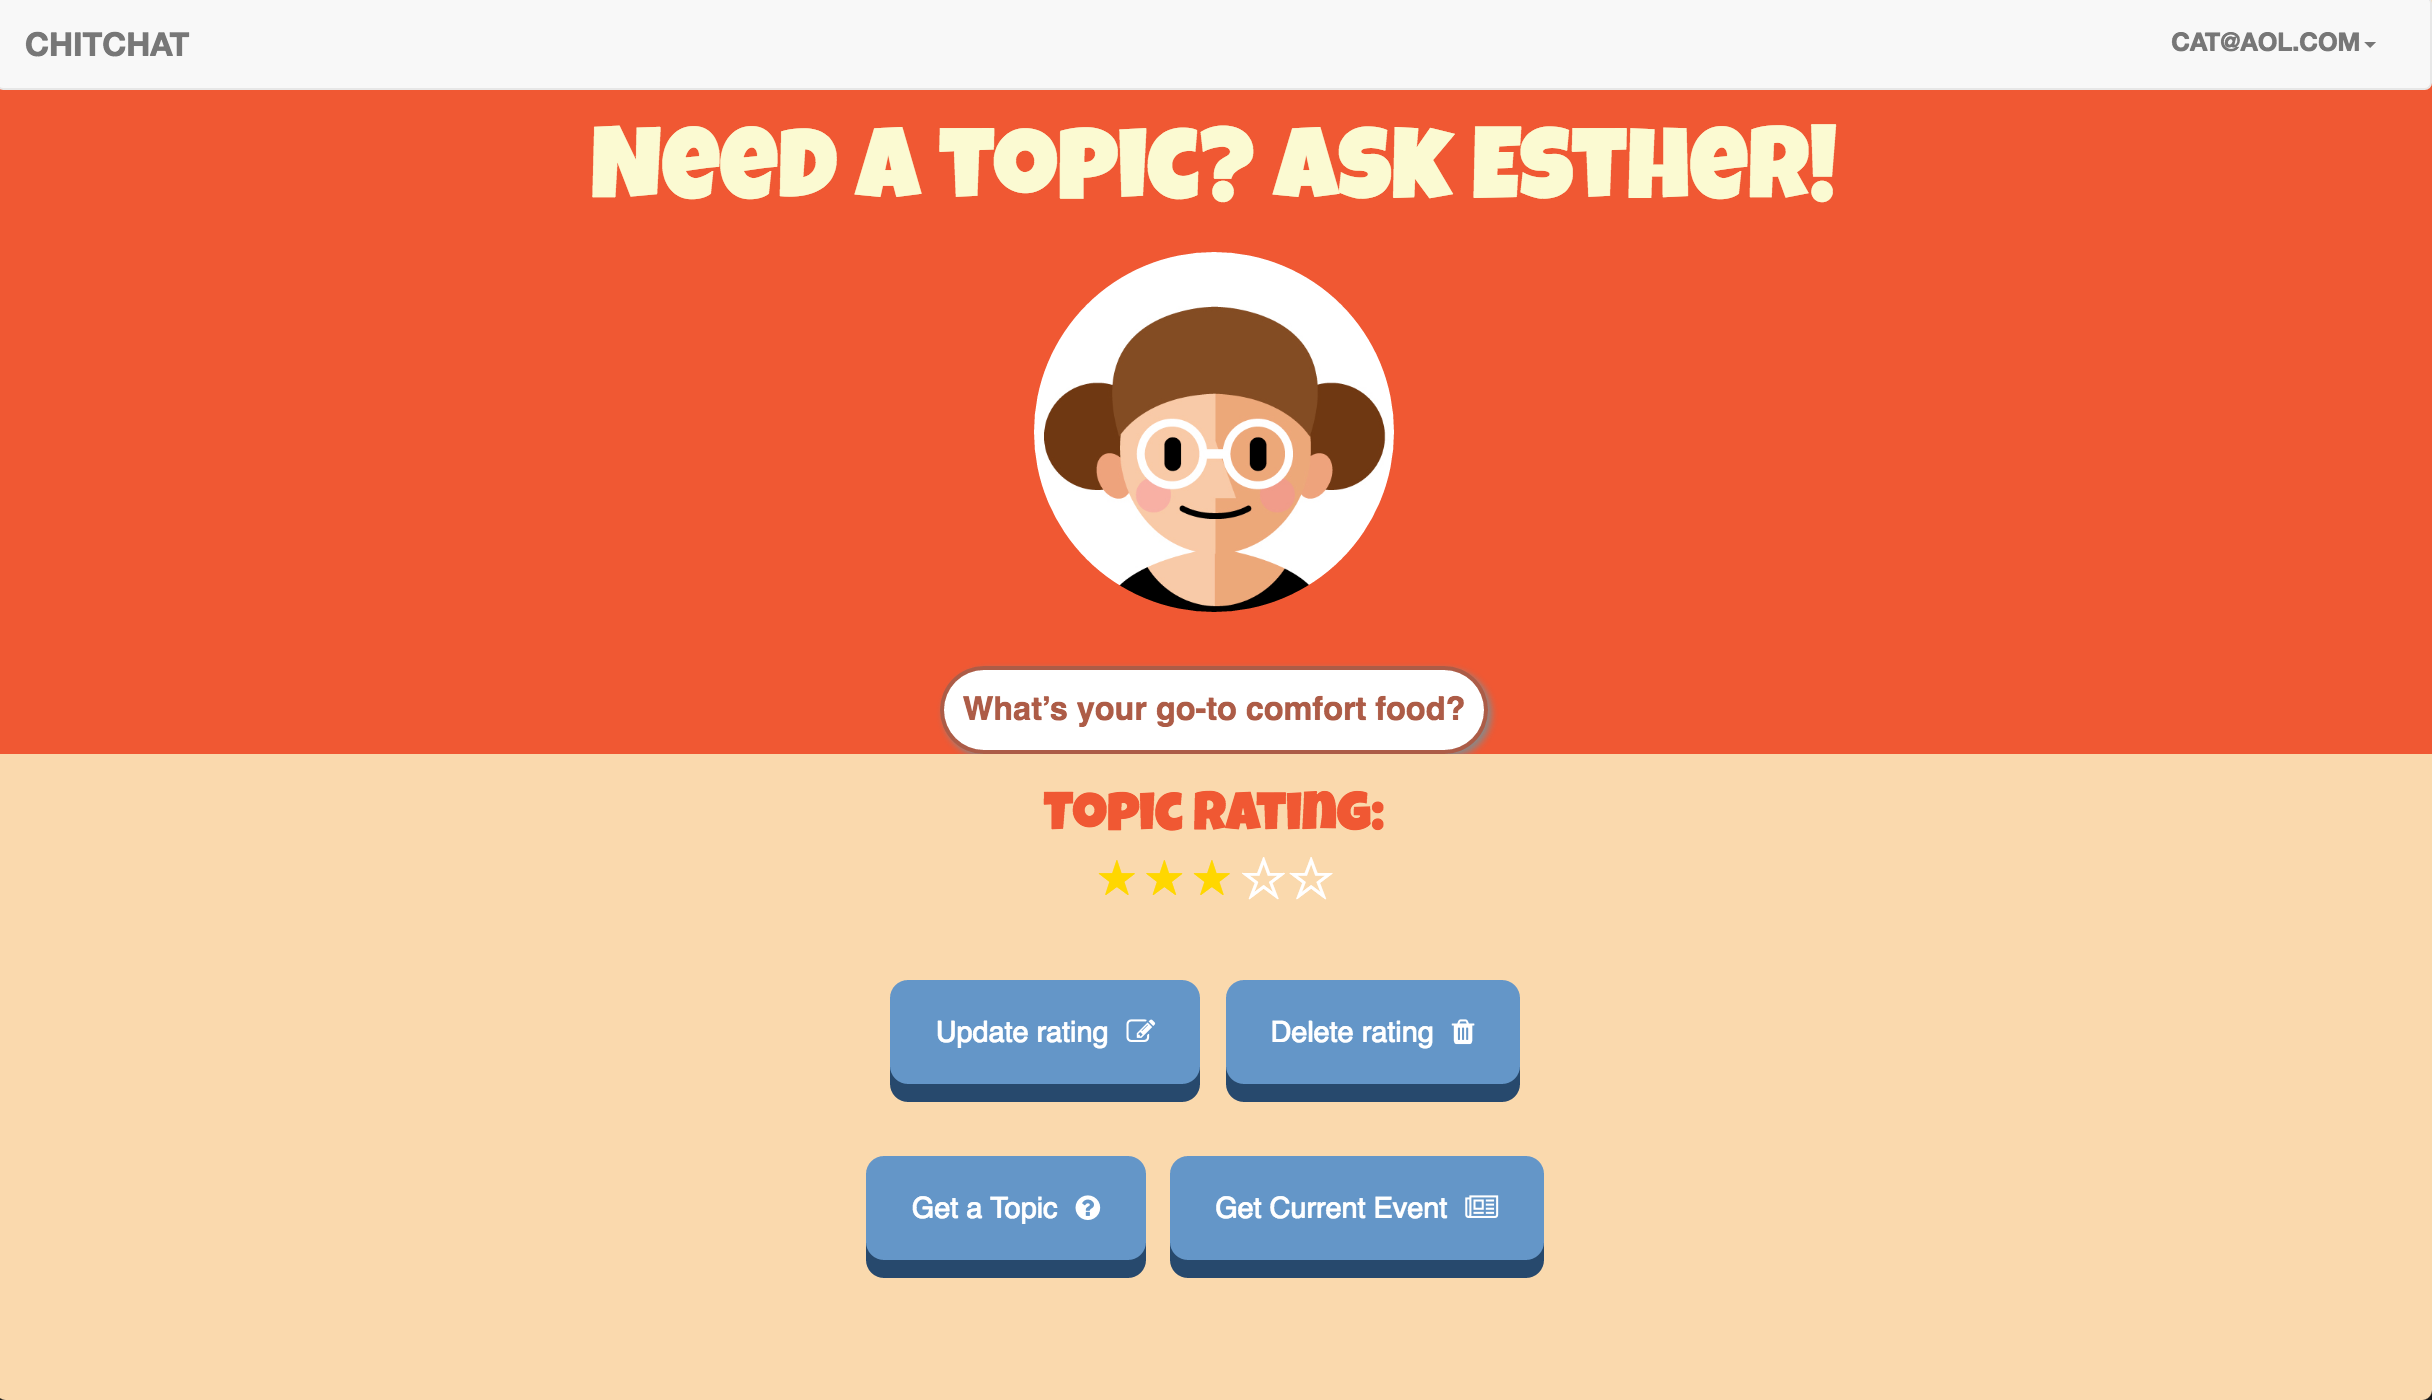 CHITCHAT
CAT@AOL.COM
Need a Topic? Ask Esther!
What’s your go-to comfort food?
Topic Rating:
Update rating
Delete rating
Get a Topic
Get Current Event